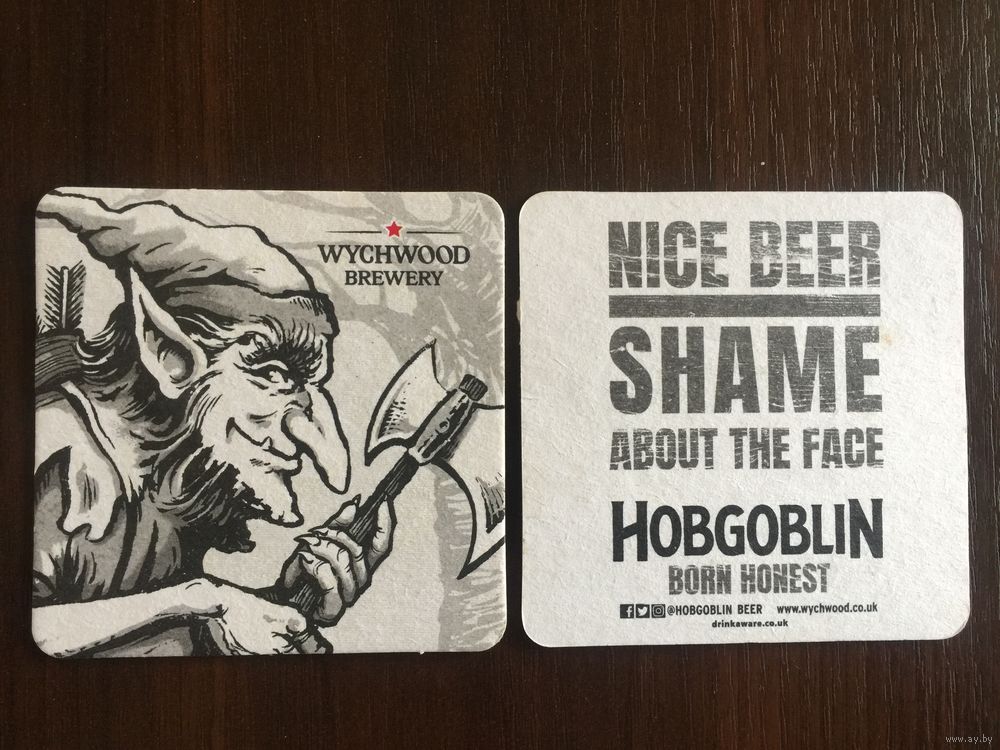 WYCHWOOD
BREWERY
NICE BEER
SHAME
ABOUT THE FACE
HOBGOBLIN
BORN HONEST
@HOBGOBLIN BEER www.wychwood.co.uk
drinkaware.co.uk
www.ay.by